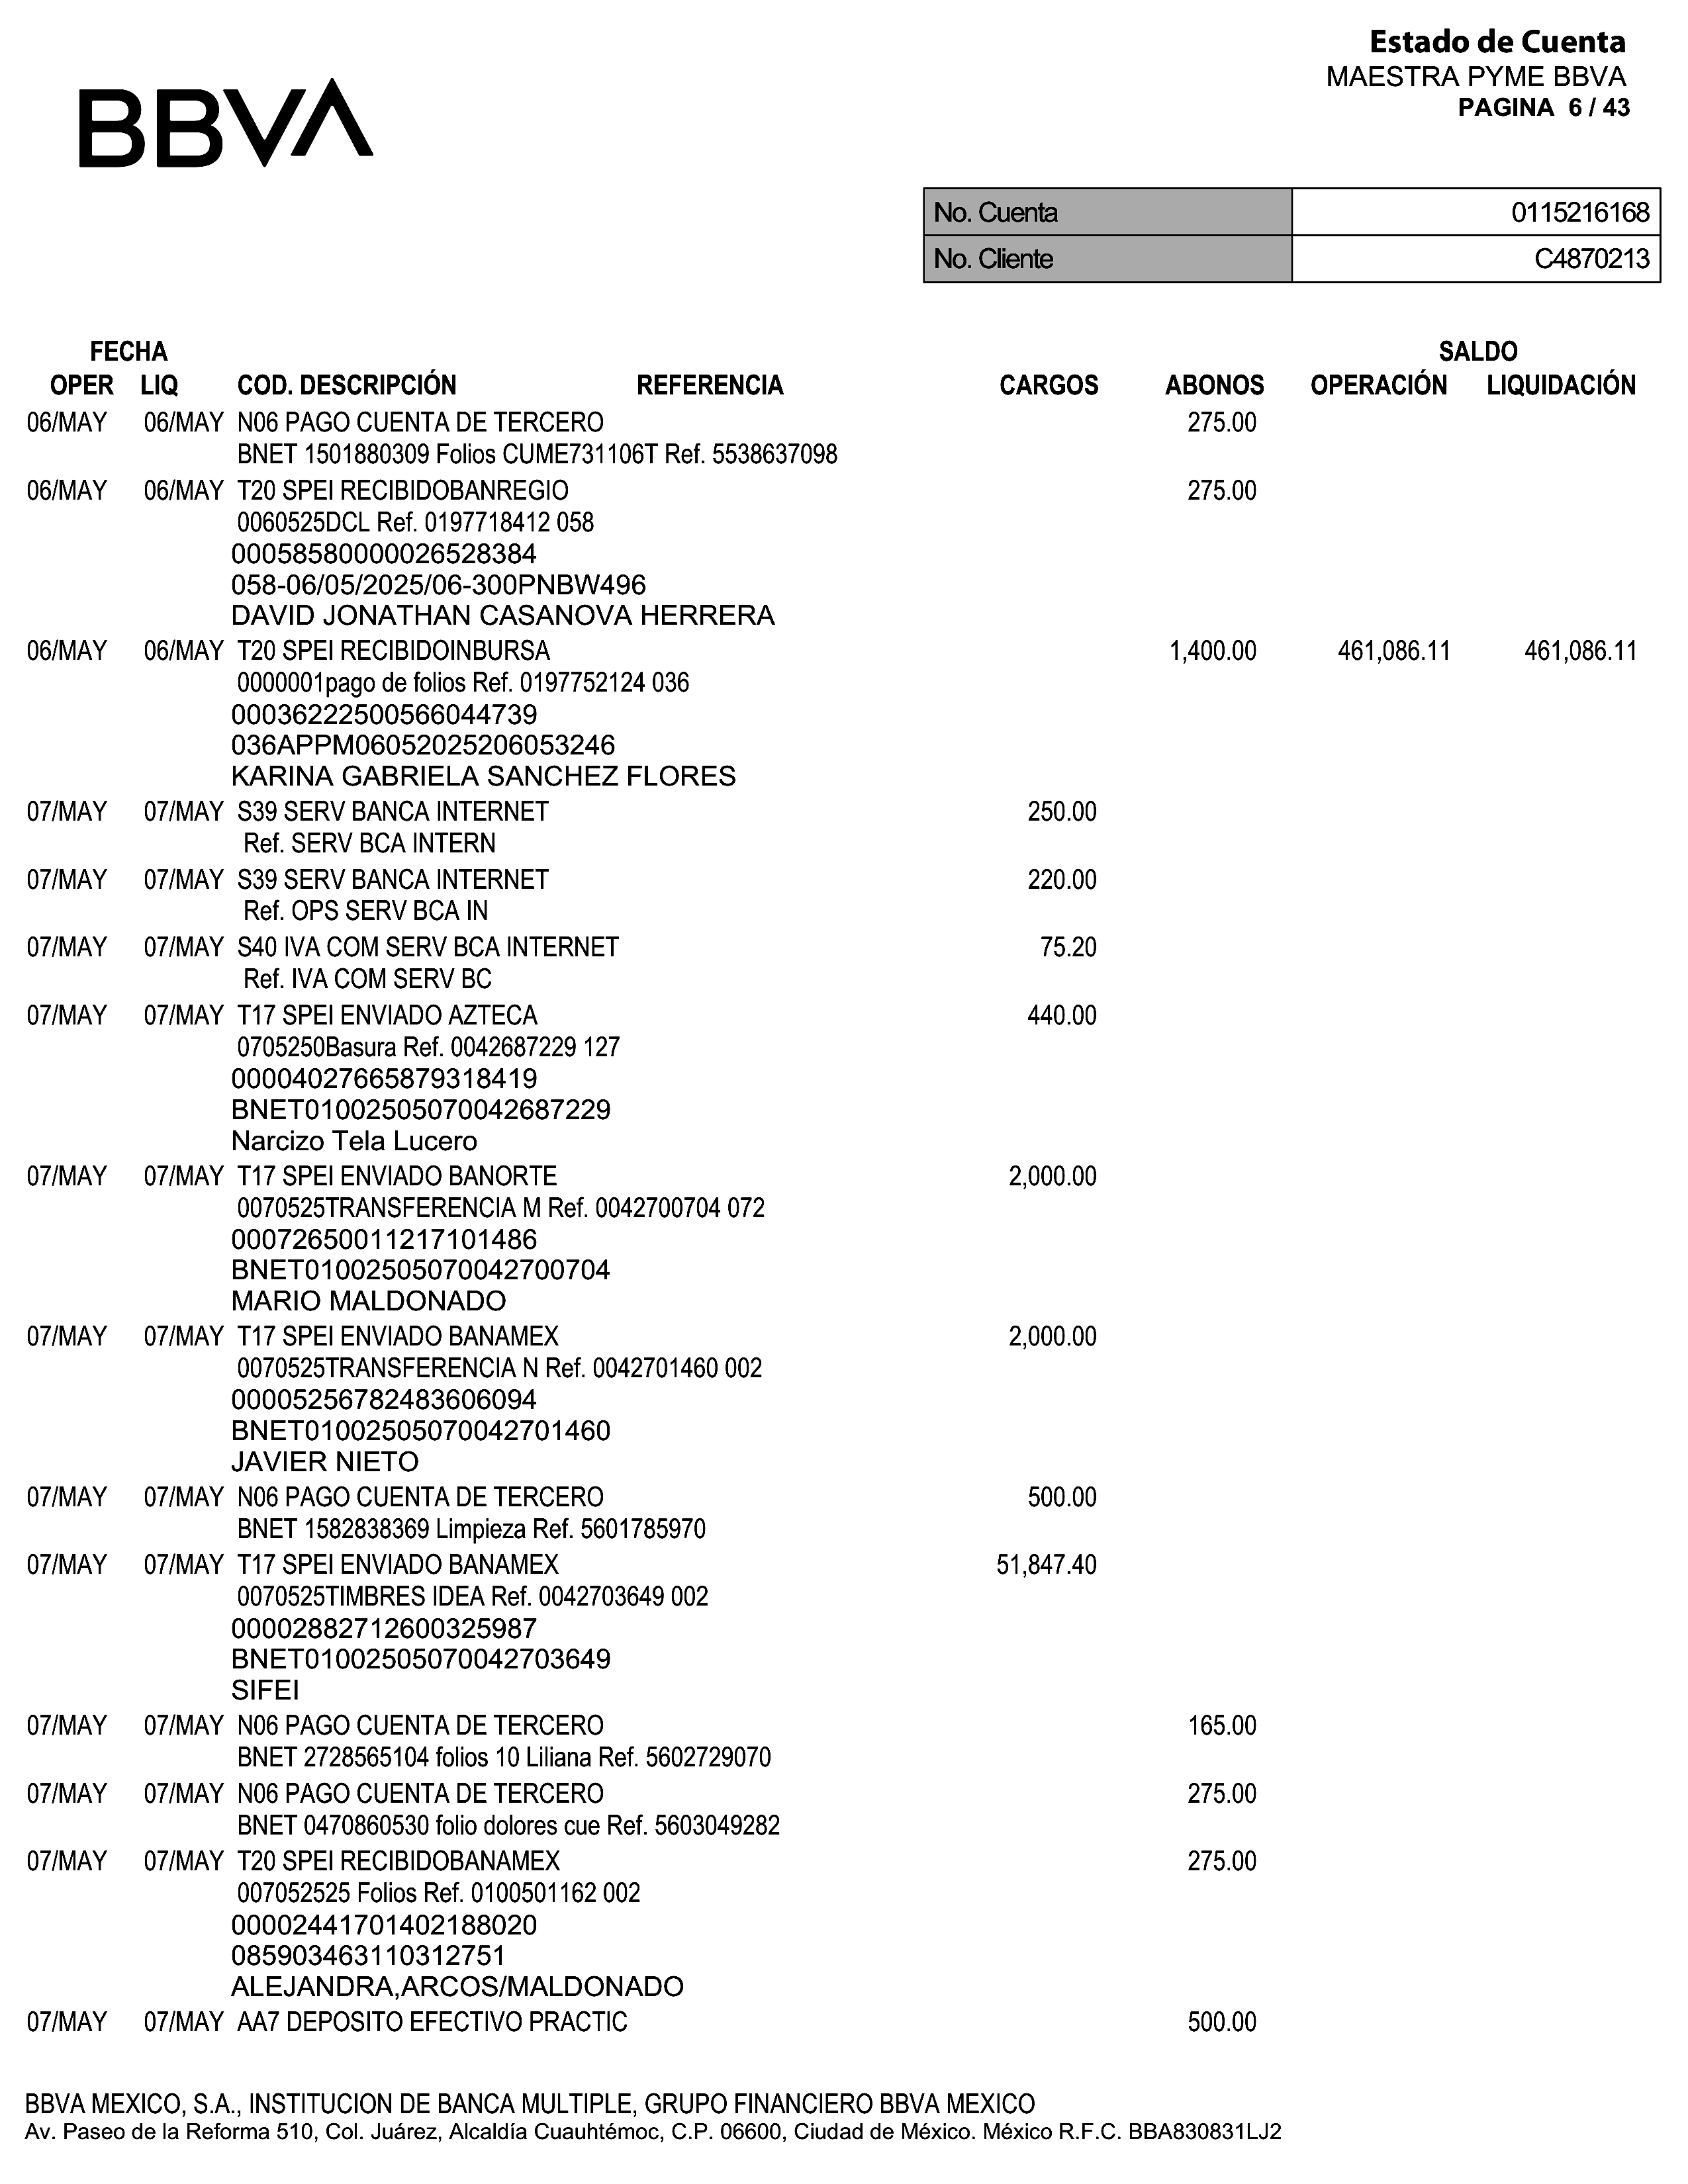 BBVA
Estado de Cuenta
MAESTRA PYME BBVA
PAGINA 6 / 43
No. Cuenta 0115216168
No. Cliente C4870213
FECHA SALDO
OPER LIQ COD. DESCRIPCIÓN REFERENCIA CARGOS ABONOS OPERACIÓN LIQUIDACIÓN
06/MAY 06/MAY N06 PAGO CUENTA DE TERCERO 275.00
BNET 1501880309 Folios CUME731106T Ref. 5538637098
06/MAY 06/MAY T20 SPEI RECIBIDOBANREGIO 275.00
0060525DCL Ref. 0197718412 058
00058580000026528384
058-06/05/2025/06-300PNBW496
DAVID JONATHAN CASANOVA HERRERA
06/MAY 06/MAY T20 SPEI RECIBIDOINBURSA 1,400.00 461,086.11 461,086.11
0000001pago de folios Ref. 0197752124 036
00036222500566044739
036APPM06052025206053246
KARINA GABRIELA SANCHEZ FLORES
07/MAY 07/MAY S39 SERV BANCA INTERNET 250.00
Ref. SERV BCA INTERN
07/MAY 07/MAY S39 SERV BANCA INTERNET 220.00
Ref. OPS SERV BCA IN
07/MAY 07/MAY S40 IVA COM SERV BCA INTERNET 75.20
Ref. IVA COM SERV BC
07/MAY 07/MAY T17 SPEI ENVIADO AZTECA 440.00
0705250Basura Ref. 0042687229 127
00004027665879318419
BNET01002505070042687229
Narcizo Tela Lucero
07/MAY 07/MAY T17 SPEI ENVIADO BANORTE 2,000.00
0070525TRANSFERENCIA M Ref. 0042700704 072
00072650011217101486
BNET01002505070042700704
MARIO MALDONADO
07/MAY 07/MAY T17 SPEI ENVIADO BANAMEX 2,000.00
0070525TRANSFERENCIA N Ref. 0042701460 002
00005256782483606094
BNET01002505070042701460
JAVIER NIETO
07/MAY 07/MAY N06 PAGO CUENTA DE TERCERO 500.00
BNET 1582838369 Limpieza Ref. 5601785970
07/MAY 07/MAY T17 SPEI ENVIADO BANAMEX 51,847.40
0070525TIMBRES IDEA Ref. 0042703649 002
00002882712600325987
BNET01002505070042703649
SIFEI
07/MAY 07/MAY N06 PAGO CUENTA DE TERCERO 165.00
BNET 2728565104 folios 10 Liliana Ref. 5602729070
07/MAY 07/MAY N06 PAGO CUENTA DE TERCERO 275.00
BNET 0470860530 folio dolores cue Ref. 5603049282
07/MAY 07/MAY T20 SPEI RECIBIDOBANAMEX 275.00
007052525 Folios Ref. 0100501162 002
00002441701402188020
085903463110312751
ALEJANDRA,ARCOS/MALDONADO
07/MAY 07/MAY AA7 DEPOSITO EFECTIVO PRACTIC 500.00
BBVA MEXICO, S.A., INSTITUCION DE BANCA MULTIPLE, GRUPO FINANCIERO BBVA MEXICO
Av. Paseo de la Reforma 510, Col. Juárez, Alcaldía Cuauhtémoc, C.P. 06600, Ciudad de México. México R.F.C. BBA830831LJ2